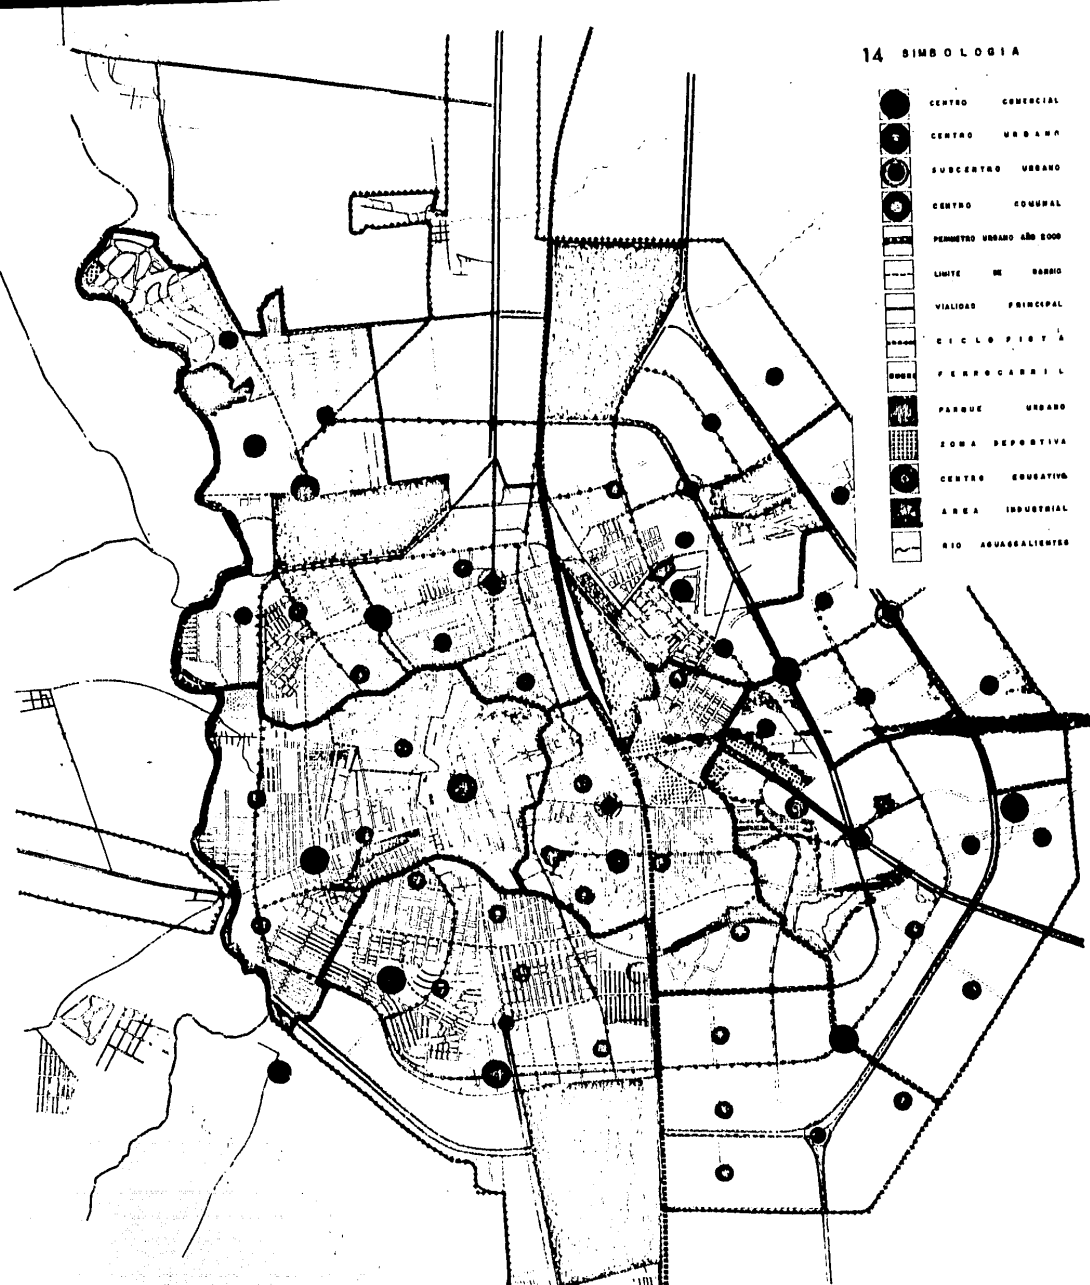 14 SIMBOLOGIA
CENTRO COMERCIAL
CENTRO URBANO
SUBCENTRO URBANO
CENTRO COMUNAL
PERIMETRO URBANO AÑO 2000
LIMITE DE BARRIO
VIALIDAD PRINCIPAL
CICLOPISTA
FERROCARRIL
PARQUE URBANO
ZONA DEPORTIVA
CENTRO EDUCATIVO
AREA INDUSTRIAL
RIO AGUASCALIENTES